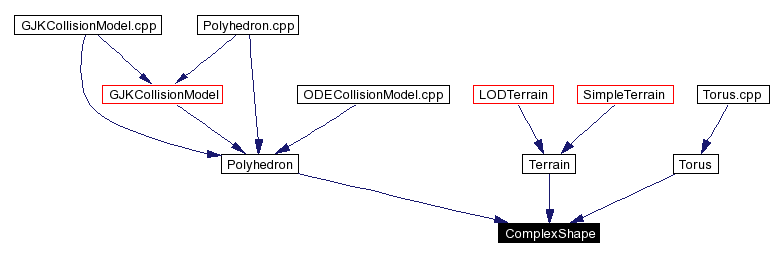 GJKCollisionModel.cpp
Polyhedron.cpp
GJKCollisionModel
ODECollisionModel.cpp
LODTerrain
SimpleTerrain
Torus.cpp
Polyhedron
Terrain
Torus
ComplexShape